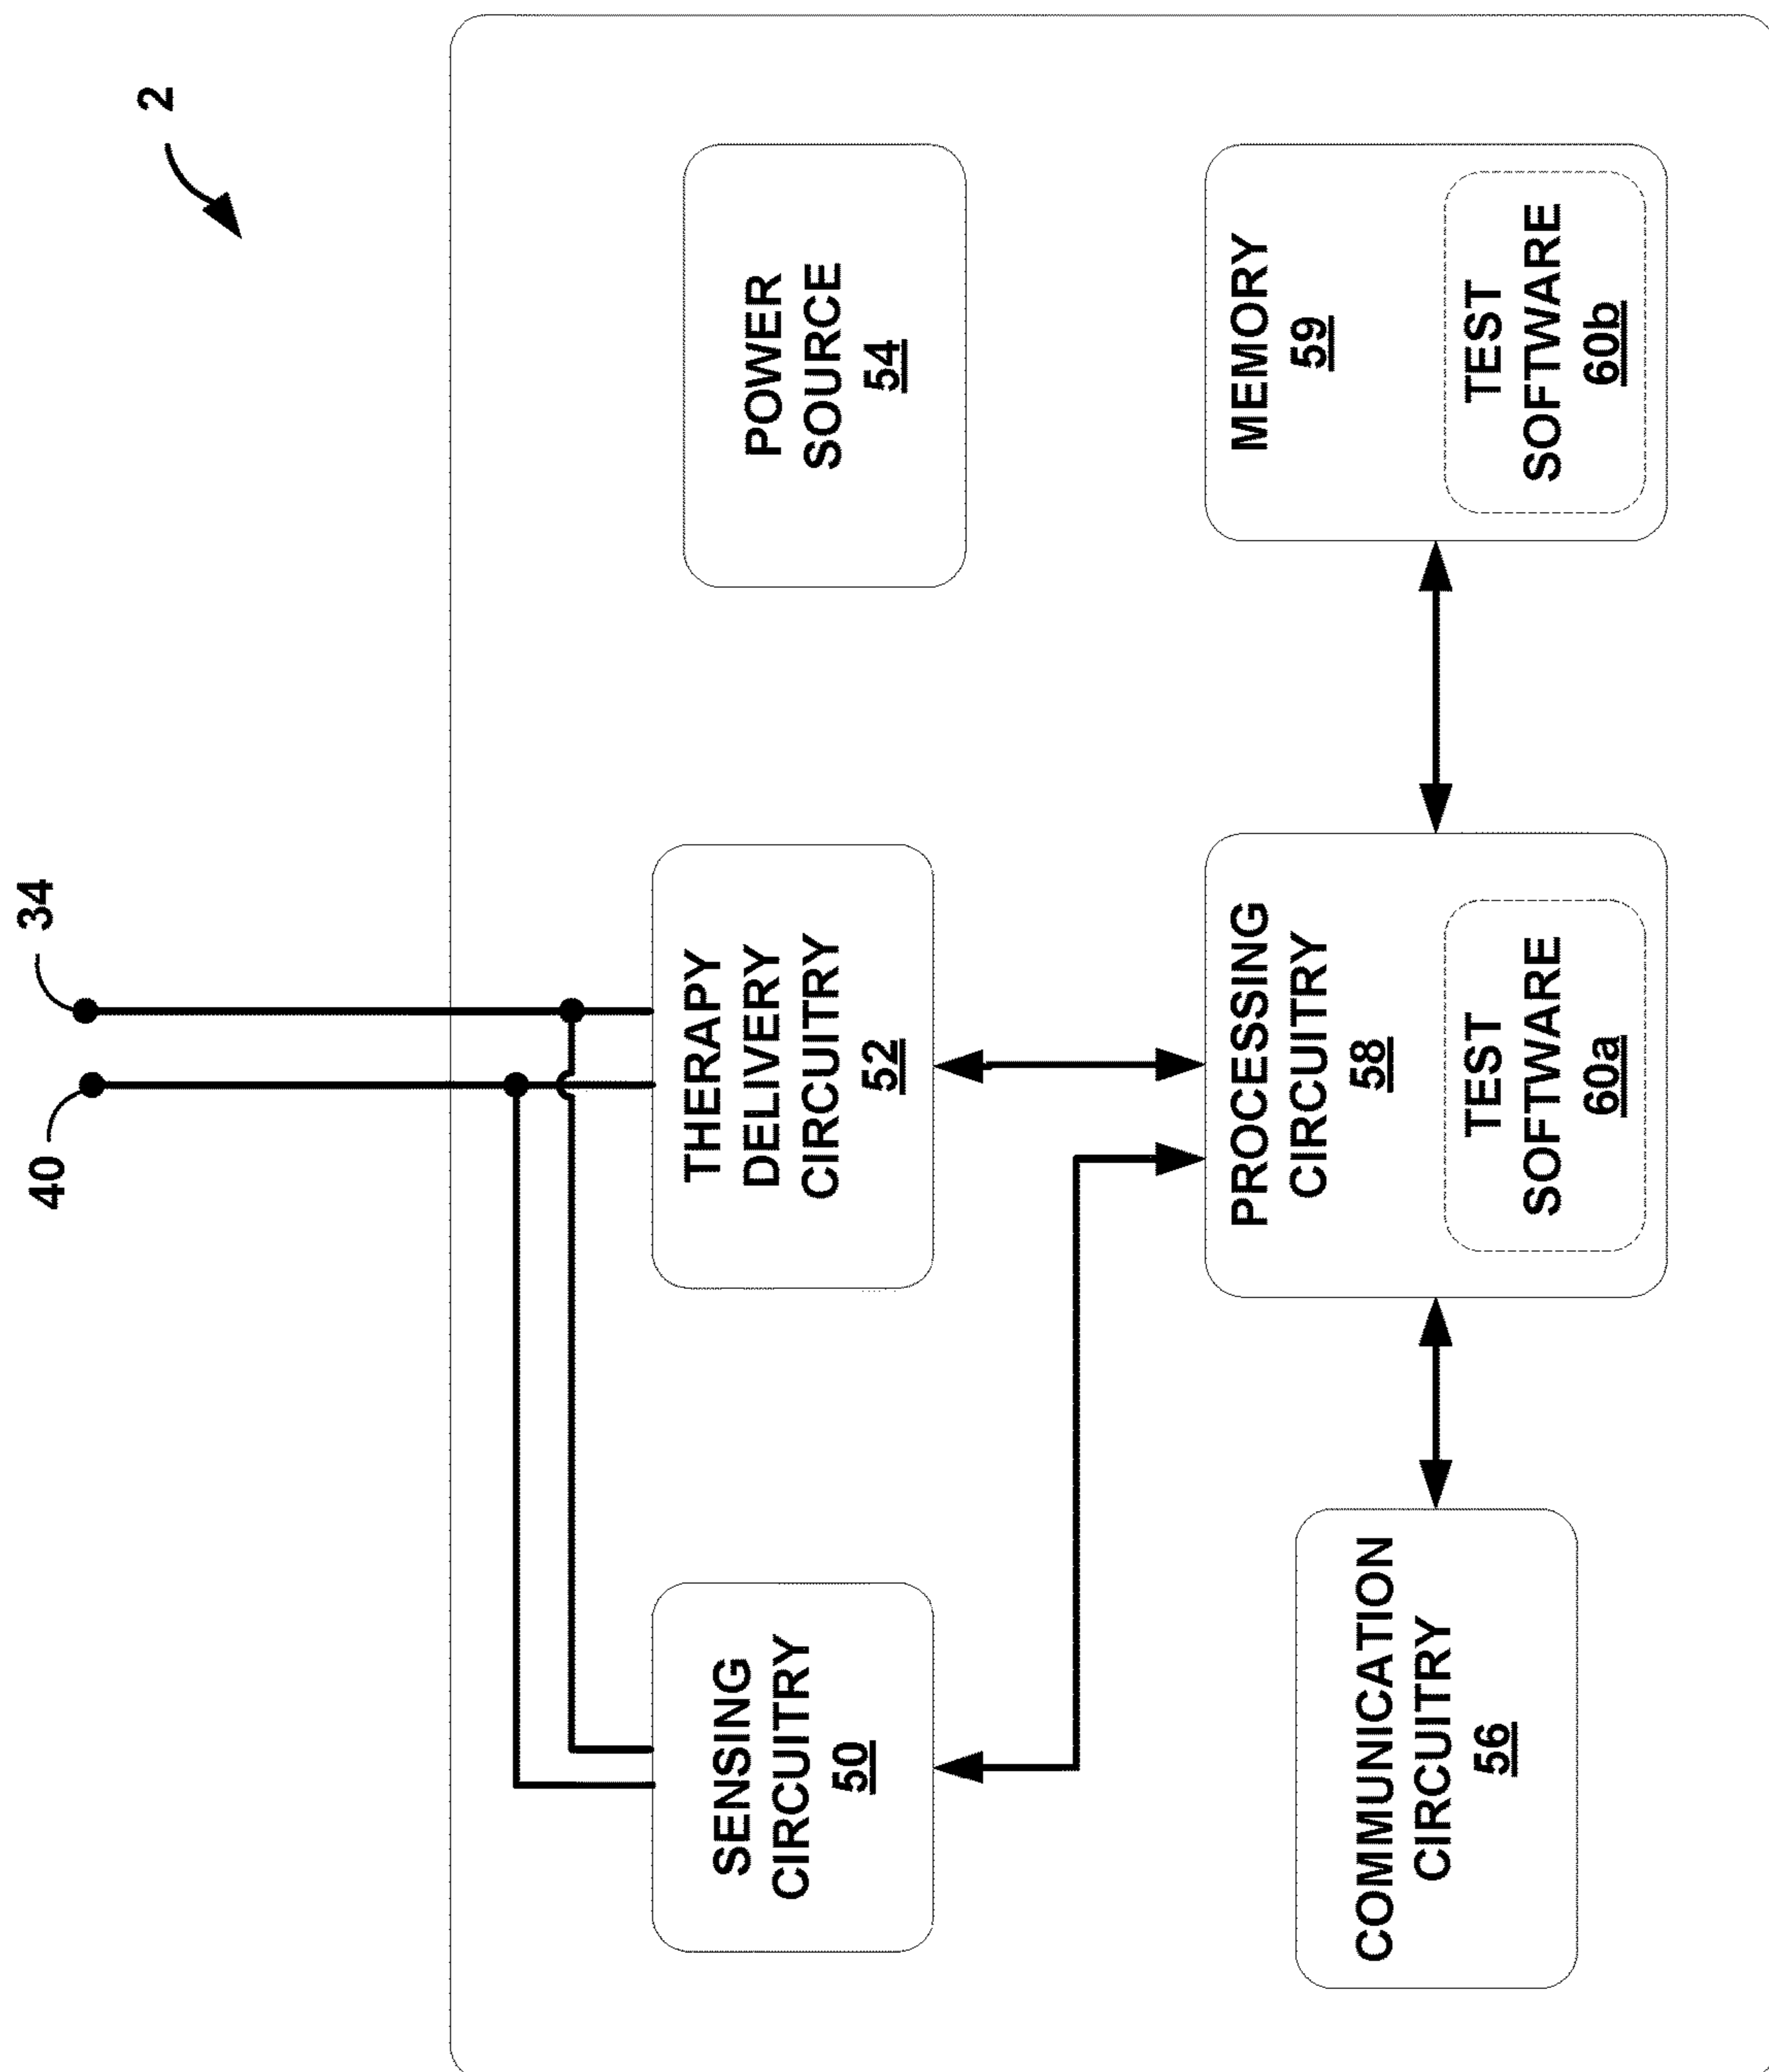 2
34
40
SENSING
CIRCUITRY
50
THERAPY
DELIVERY
CIRCUITRY
52
POWER
SOURCE
54
COMMUNICATION
CIRCUITRY
56
PROCESSING
CIRCUITRY
58
TEST
SOFTWARE
60a
MEMORY
59
TEST
SOFTWARE
60b